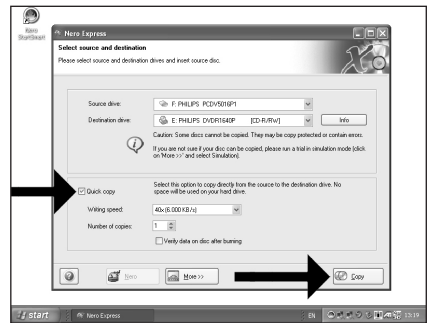 Nero
StartSmart
Nero Express
Select source and destination
Please select source and destination drives and insert source disc.
Source drive: F: PHILIPS PCDV5016P1
Destination drive: E: PHILIPS DVDR1640P [CD-R/RW] Info
Caution: Some discs cannot be copied. They may be copy protected or contain errors.
If you are not sure if your disc can be copied, please run a trial in simulation mode (click
on 'More >>' and select Simulation).
Quick copy
Select this option to copy directly from the source to the destination drive. No
space will be used on your hard drive.
Writing speed: 40x (6.000 KB/s)
Number of copies: 1
Verify data on disc after burning
Nero More >> Copy
start Nero Express EN 13:19